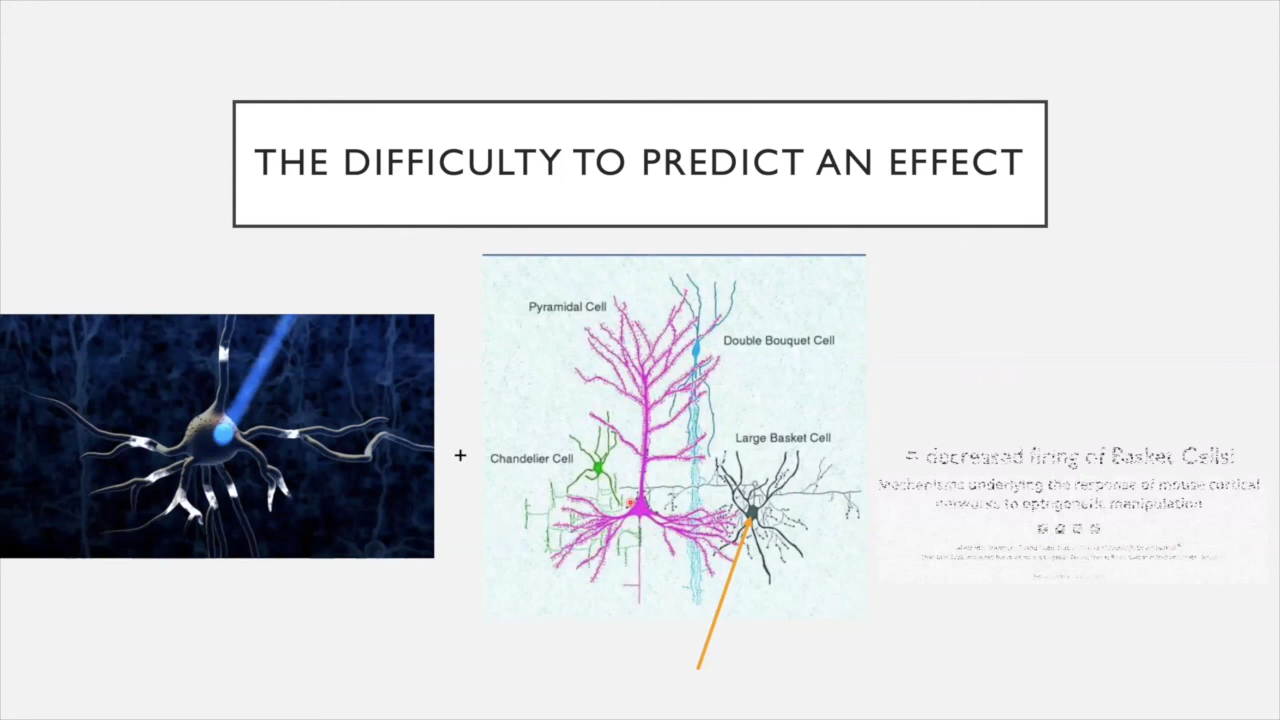 THE DIFFICULTY TO PREDICT AN EFFECT
Pyramidal Cell
Double Bouquet Cell
Large Basket Cell
Chandelier Cell
+
= decreased firing of Basket Cells!
Mechanisms underlying the response of mouse cortical
networks to optogenetic manipulation